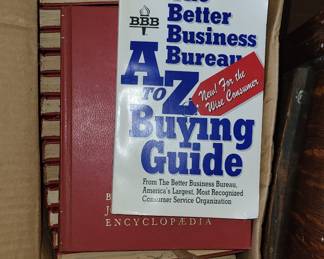 The
Better
Business
Bureau
BBB
A
TO
Z
New! For the
Wise Consumer
Buying
Guide
From The Better Business Bureau,
America's Largest, Most Recognized
Consumer Service Organization
ENCYCLOPÆDIA